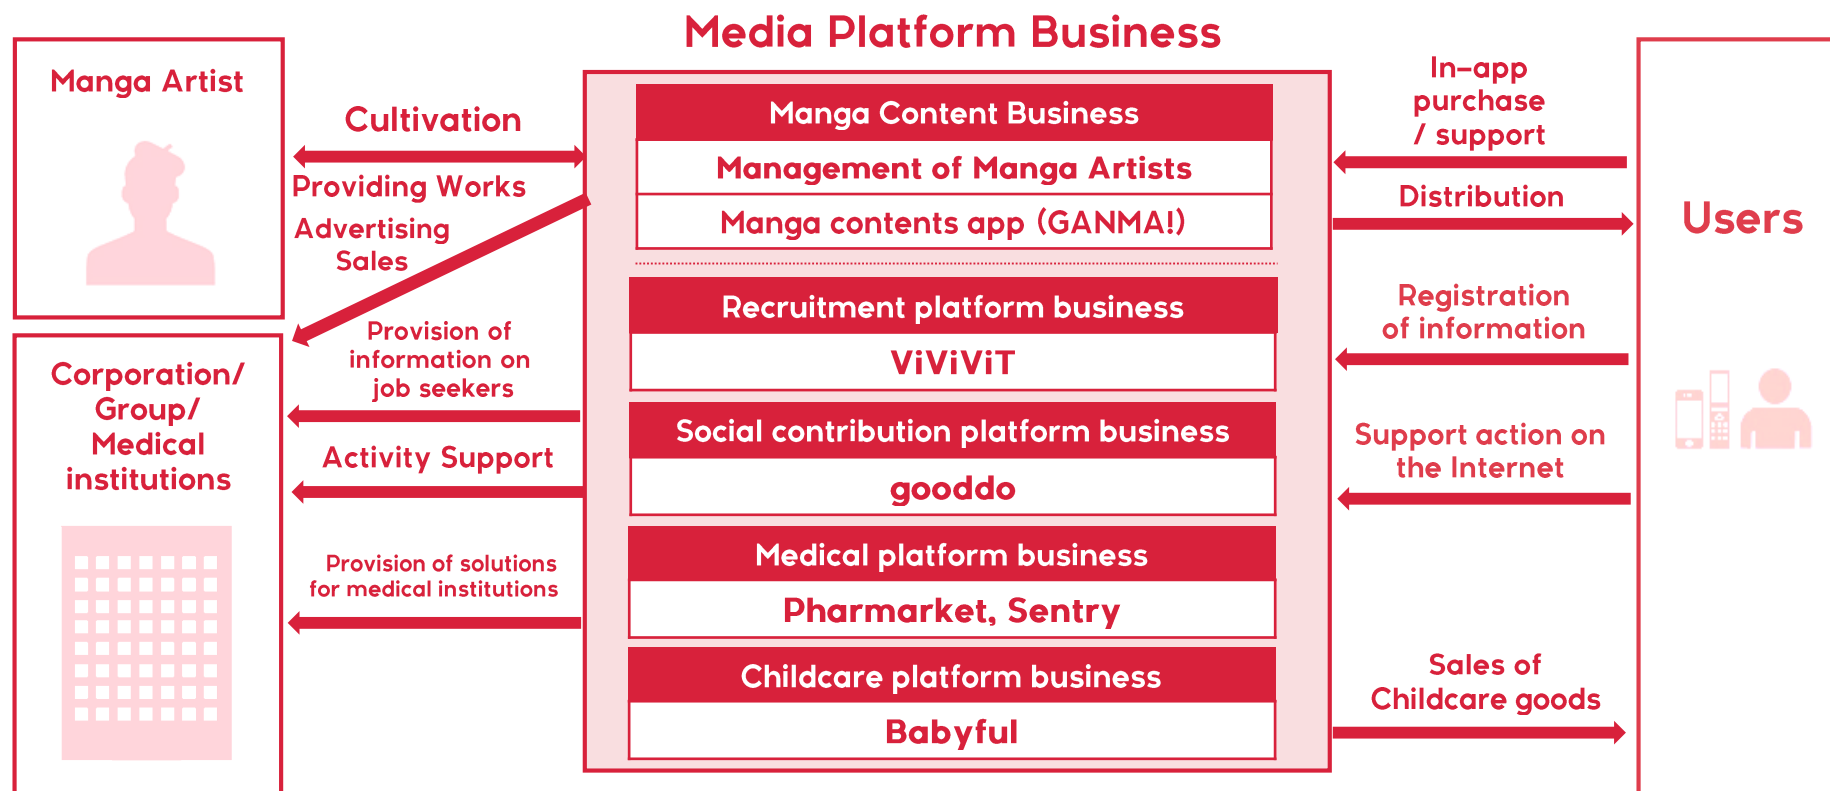 Media Platform Business
Manga Artist
Cultivation
Providing Works
Advertising
Sales
Corporation/
Group/
Medical
institutions
Provision of
information on
job seekers
Activity Support
Provision of solutions
for medical institutions
Manga Content Business
Management of Manga Artists
Manga contents app (GANMA!)
Recruitment platform business
ViViViT
Social contribution platform business
gooddo
Medical platform business
Pharmarket, Sentry
Childcare platform business
Babyful
In-app
purchase
/ support
Distribution
Registration
of information
Support action on
the Internet
Sales of
Childcare goods
Users